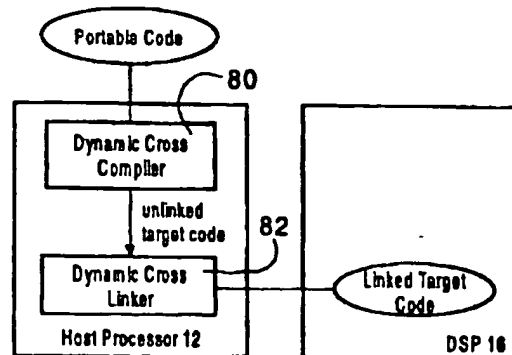 Portable Code
80
Dynamic Cross
Compiler
unlinked
target code
82
Dynamic Cross
Linker
Linked Target
Code
Host Processor 12
DSP 16